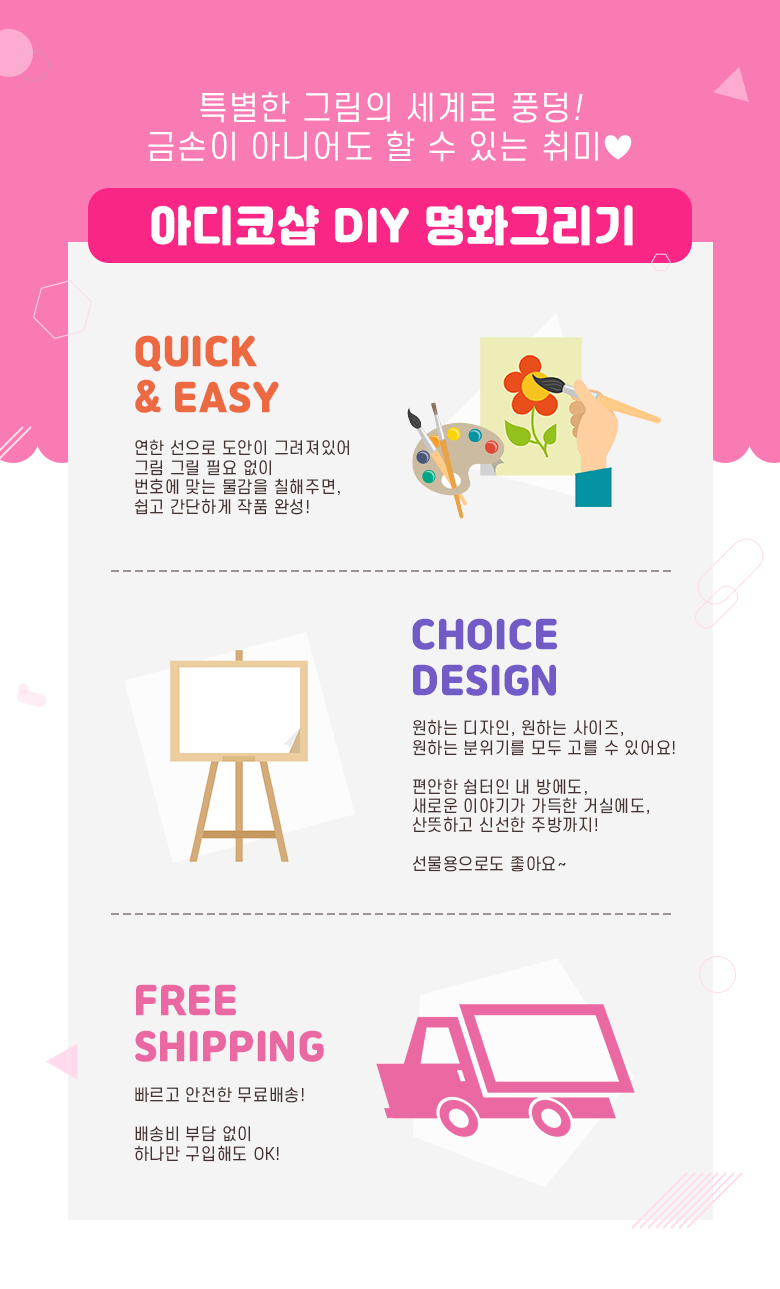 특별한 그림의 세계로 풍덩!
금손이 아니어도 할 수 있는 취미♥
아디코샵 DIY 명화그리기
QUICK
& EASY
연한 선으로 도안이 그려져있어
그림 그릴 필요 없이
번호에 맞는 물감을 칠해주면,
쉽고 간단하게 작품 완성!
CHOICE
DESIGN
원하는 디자인, 원하는 사이즈,
원하는 분위기를 모두 고를 수 있어요!
편안한 쉼터인 내 방에도,
새로운 이야기가 가득한 거실에도,
산뜻하고 신선한 주방까지!
선물용으로도 좋아요~
FREE
SHIPPING
빠르고 안전한 무료배송!
배송비 부담 없이
하나만 구입해도 OK!